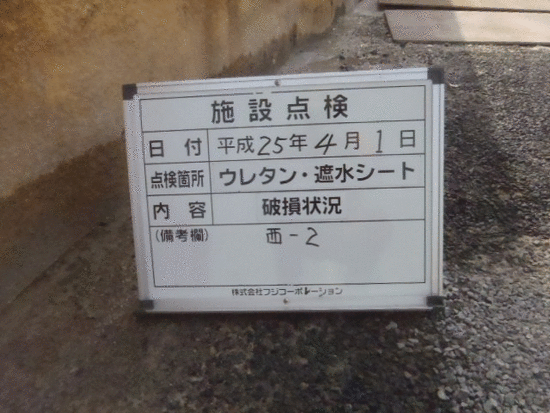 施設点検
日付 平成25年4月1日
点検箇所 ウレタン・遮水シート
内容 破損状況
(備考欄) 西-2
株式会社フジコーポレーション